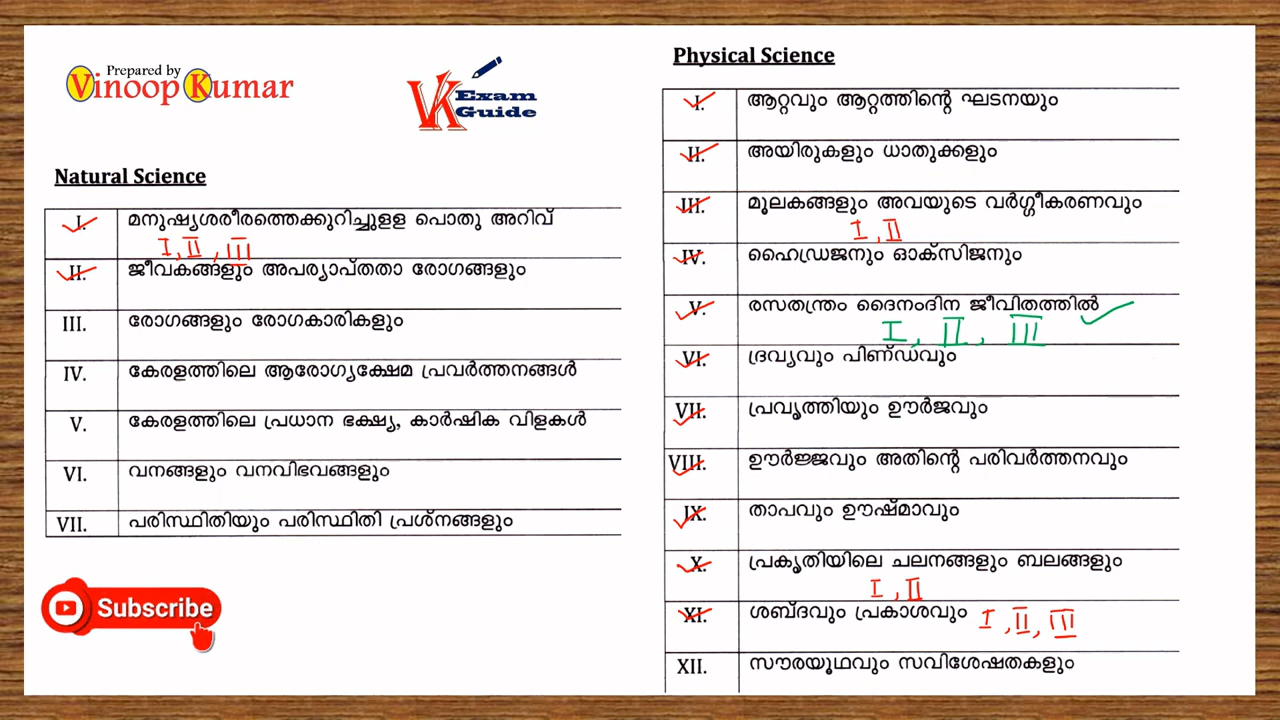 Prepared by
Vinoop Kumar
VK Exam
Guide
Natural Science
I. മനുഷ്യശരീരത്തെക്കുറിച്ചുളള പൊതു അറിവ്
I, II, III
II. ജീവകങ്ങളും അപര്യാപ്തതാ രോഗങ്ങളും
III. രോഗങ്ങളും രോഗകാരികളും
IV. കേരളത്തിലെ ആരോഗ്യക്ഷേമ പ്രവർത്തനങ്ങൾ
V. കേരളത്തിലെ പ്രധാന ഭക്ഷ്യ, കാർഷിക വിളകൾ
VI. വനങ്ങളും വനവിഭവങ്ങളും
VII. പരിസ്ഥിതിയും പരിസ്ഥിതി പ്രശ്നങ്ങളും
Subscribe
Physical Science
I. ആറ്റവും ആറ്റത്തിന്റെ ഘടനയും
II. അയിരുകളും ധാതുക്കളും
III. മൂലകങ്ങളും അവയുടെ വർഗ്ഗീകരണവും
I, II
IV. ഹൈഡ്രജനും ഓക്സിജനും
V. രസതന്ത്രം ദൈനംദിന ജീവിതത്തിൽ
I, II, III
VI. ദ്രവ്യവും പിണ്ഡവും
VII. പ്രവൃത്തിയും ഊർജവും
VIII. ഊർജ്ജവും അതിന്റെ പരിവർത്തനവും
IX. താപവും ഊഷ്മാവും
X. പ്രകൃതിയിലെ ചലനങ്ങളും ബലങ്ങളും
I, II
XI. ശബ്ദവും പ്രകാശവും I, II, III
XII. സൗരയൂഥവും സവിശേഷതകളും